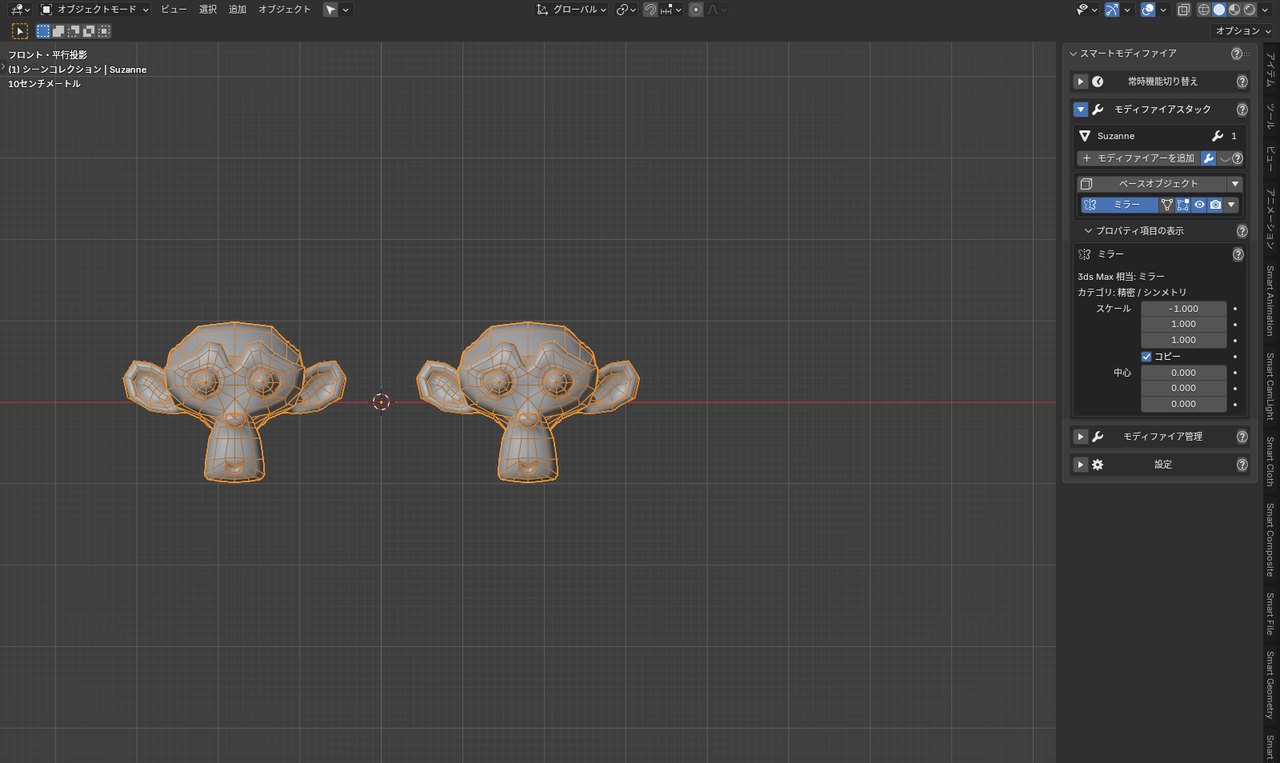 オブジェクトモード ビュー 選択 追加 オブジェクト グローバル
オプション
フロント・平行投影
(1) シーンコレクション | Suzanne
10センチメートル
スマートモディファイア
常時機能切り替え
モディファイアスタック
Suzanne 1
モディファイアーを追加
ベースオブジェクト
ミラー
プロパティ項目の表示
ミラー
3ds Max 相当: ミラー
カテゴリ: 精密 / シンメトリ
スケール -1.000
1.000
1.000
コピー
中心 0.000
0.000
0.000
モディファイア管理
設定
アイテム
ツール
ビュー
アニメーション
Smart Animation
Smart CamLight
Smart Cloth
Smart Composite
Smart File
Smart Geometry
Smart